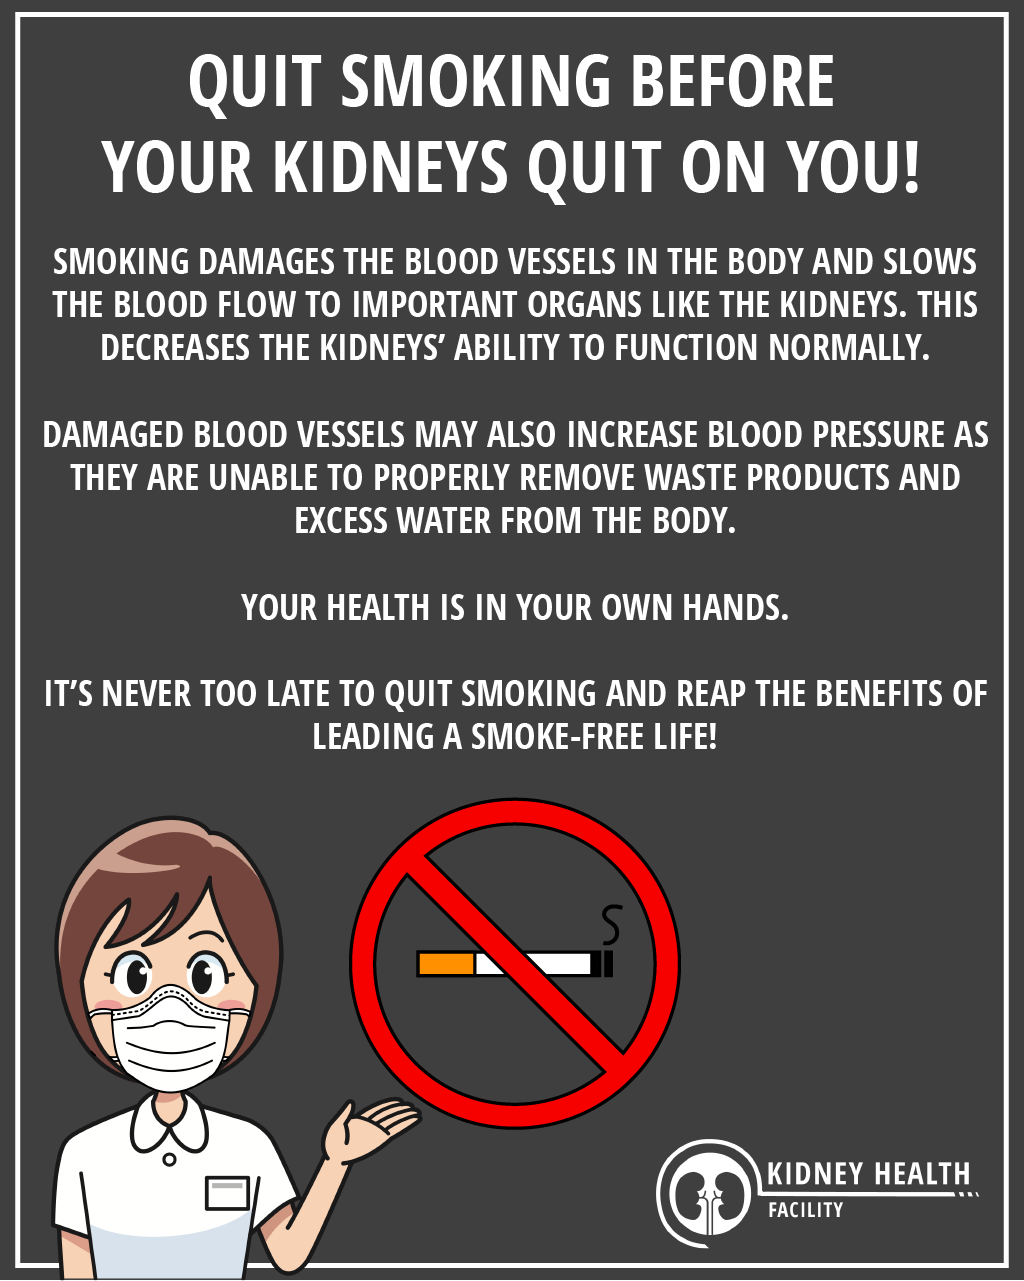 QUIT SMOKING BEFORE
YOUR KIDNEYS QUIT ON YOU!
SMOKING DAMAGES THE BLOOD VESSELS IN THE BODY AND SLOWS
THE BLOOD FLOW TO IMPORTANT ORGANS LIKE THE KIDNEYS. THIS
DECREASES THE KIDNEYS’ ABILITY TO FUNCTION NORMALLY.
DAMAGED BLOOD VESSELS MAY ALSO INCREASE BLOOD PRESSURE AS
THEY ARE UNABLE TO PROPERLY REMOVE WASTE PRODUCTS AND
EXCESS WATER FROM THE BODY.
YOUR HEALTH IS IN YOUR OWN HANDS.
IT’S NEVER TOO LATE TO QUIT SMOKING AND REAP THE BENEFITS OF
LEADING A SMOKE-FREE LIFE!
KIDNEY HEALTH
FACILITY